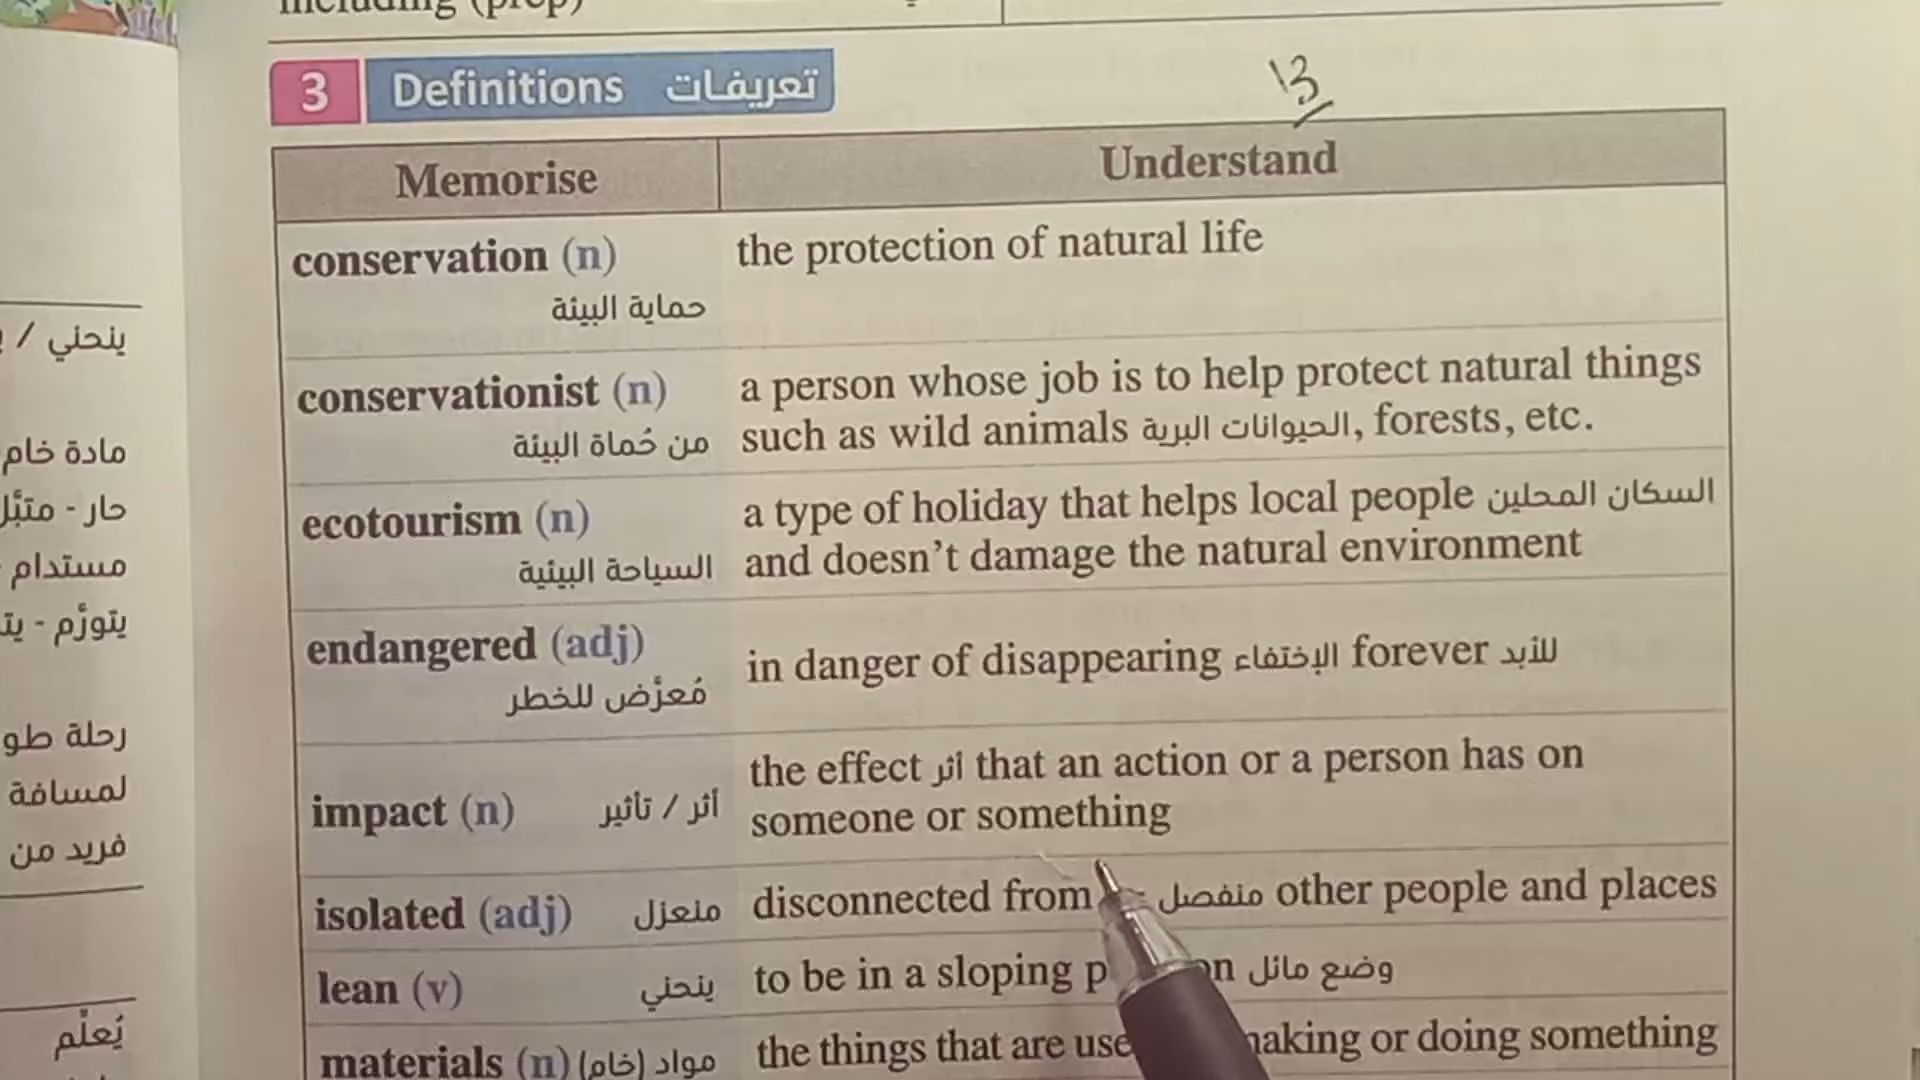 including (prep)
3 Definitions تعريفات
13
Memorise Understand
conservation (n) the protection of natural life
حماية البيئة
conservationist (n) a person whose job is to help protect natural things
من حُماة البيئة such as wild animals الحيوانات البرية, forests, etc.
ecotourism (n) a type of holiday that helps local people السكان المحلين
السياحة البيئية and doesn't damage the natural environment
endangered (adj) in danger of disappearing الإختفاء forever للأبد
مُعرَّض للخطر
impact (n) أثر / تأثير the effect أثر that an action or a person has on
someone or something
isolated (adj) منعزل disconnected from منفصل other people and places
lean (v) ينحني to be in a sloping وضع مائل
materials (n) مواد (خام) the things that are making or doing something
ينحني /
مادة خام
حار - متبَّل
مستدام
يتورَّم -
رحلة
لمسافة
فريد من
يُعلَّم